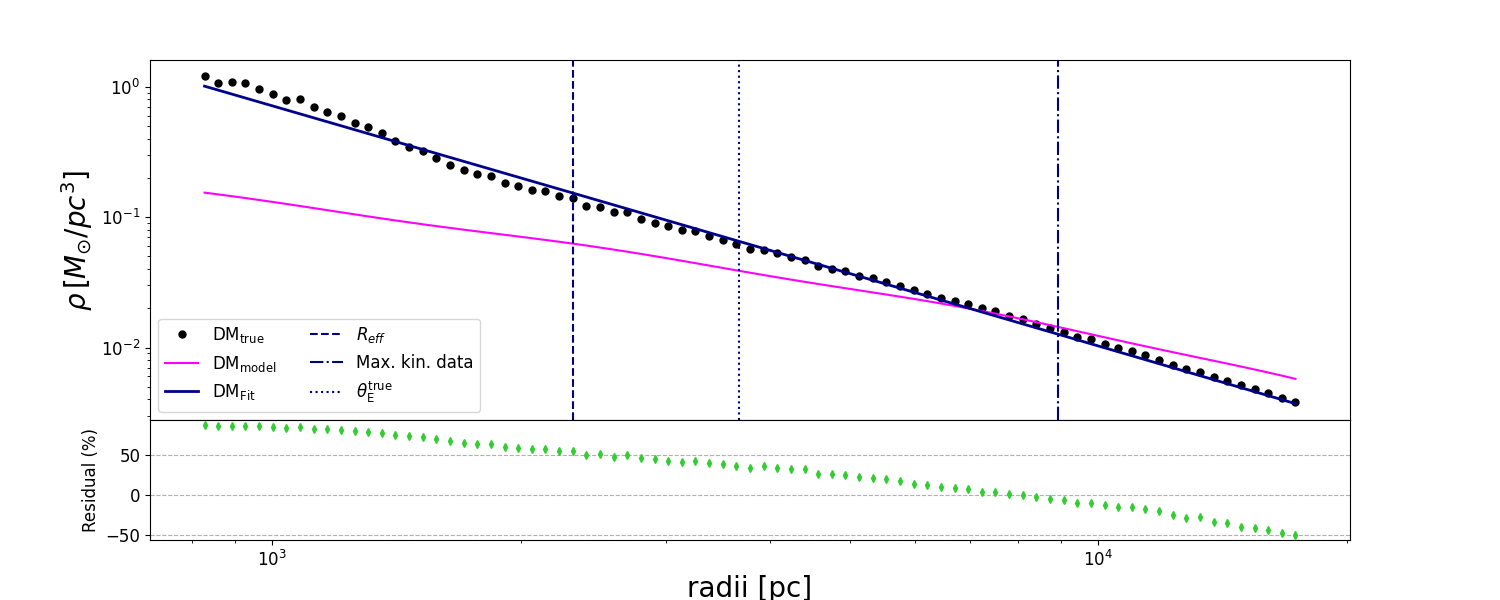 10⁰
10⁻¹
10⁻²
ρ [M⊙/pc³]
DM_true
DM_model
DM_Fit
R_eff
Max. kin. data
θ_E^true
50
0
−50
Residual (%)
10³
10⁴
radii [pc]